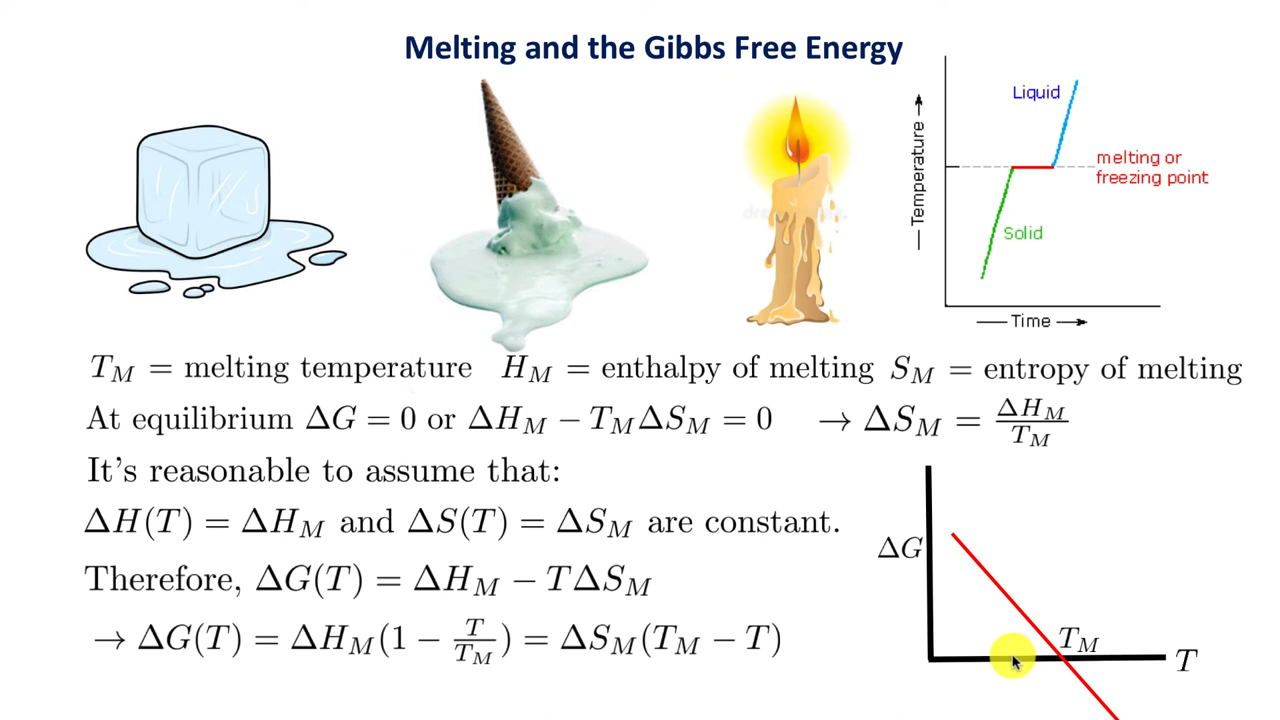 Melting and the Gibbs Free Energy
Liquid
melting or
freezing point
Solid
Temperature
Time
T_M = melting temperature H_M = enthalpy of melting S_M = entropy of melting
At equilibrium ΔG = 0 or ΔH_M − T_MΔS_M = 0 → ΔS_M = ΔH_M/T_M
It's reasonable to assume that:
ΔH(T) = ΔH_M and ΔS(T) = ΔS_M are constant.
Therefore, ΔG(T) = ΔH_M − TΔS_M
→ ΔG(T) = ΔH_M(1 − T/T_M) = ΔS_M(T_M − T)
ΔG
T_M
T